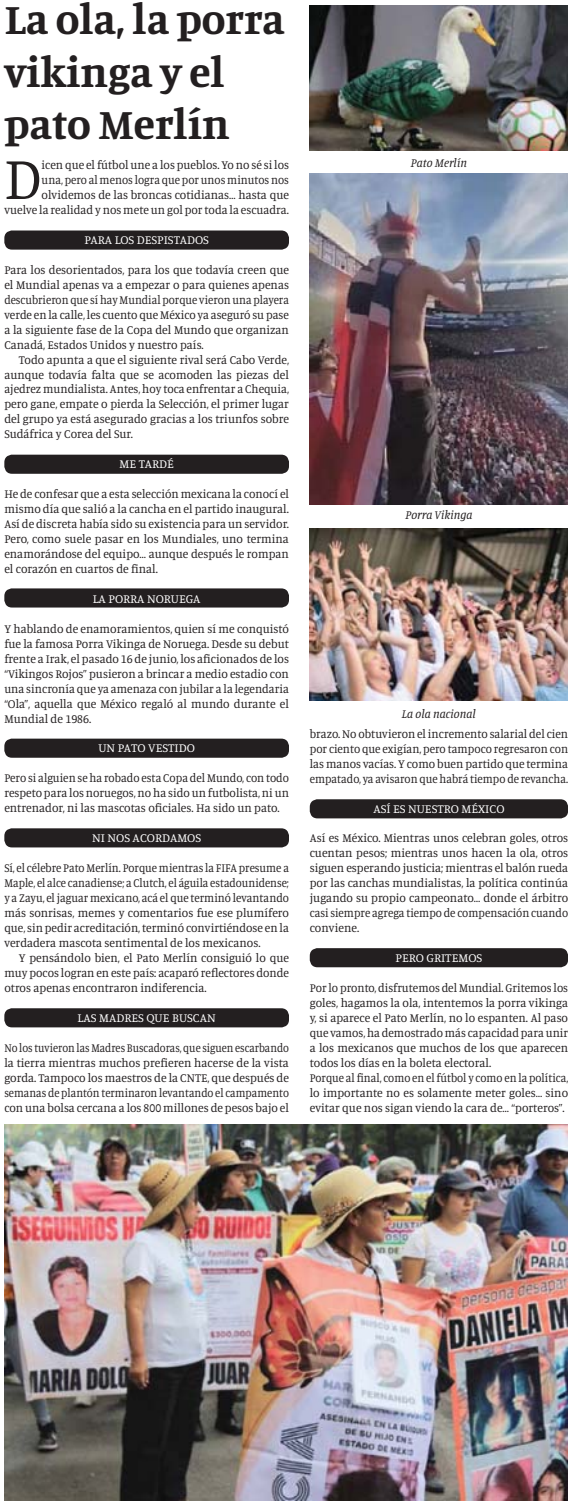 La ola, la porra
vikinga y el
pato Merlín
Dicen que el fútbol une a los pueblos. Yo no sé si los
una, pero al menos logra que por unos minutos nos
olvidemos de las broncas cotidianas... hasta que
vuelve la realidad y nos mete un gol por toda la escuadra.
PARA LOS DESPISTADOS
Para los desorientados, para los que todavía creen que
el Mundial apenas va a empezar o para quienes apenas
descubrieron que sí hay Mundial porque vieron una playera
verde en la calle, les cuento que México ya aseguró su pase
a la siguiente fase de la Copa del Mundo que organizan
Canadá, Estados Unidos y nuestro país.
Todo apunta a que el siguiente rival será Cabo Verde,
aunque todavía falta que se acomoden las piezas del
ajedrez mundialista. Antes, hoy toca enfrentar a Chequia,
pero gane, empate o pierda la Selección, el primer lugar
del grupo ya está asegurado gracias a los triunfos sobre
Sudáfrica y Corea del Sur.
ME TARDÉ
He de confesar que a esta selección mexicana la conocí el
mismo día que salió a la cancha en el partido inaugural.
Así de discreta había sido su existencia para un servidor.
Pero, como suele pasar en los Mundiales, uno termina
enamorándose del equipo... aunque después le rompan
el corazón en cuartos de final.
LA PORRA NORUEGA
Y hablando de enamoramientos, quien sí me conquistó
fue la famosa Porra Vikinga de Noruega. Desde su debut
frente a Irak, el pasado 16 de junio, los aficionados de los
“Vikingos Rojos” pusieron a brincar a medio estadio con
una sincronía que ya amenaza con jubilar a la legendaria
“Ola”, aquella que México regaló al mundo durante el
Mundial de 1986.
UN PATO VESTIDO
Pero si alguien se ha robado esta Copa del Mundo, con todo
respeto para los noruegos, no ha sido un futbolista, ni un
entrenador, ni las mascotas oficiales. Ha sido un pato.
NI NOS ACORDAMOS
Sí, el célebre Pato Merlín. Porque mientras la FIFA presume a
Maple, el alce canadiense; a Clutch, el águila estadounidense;
y a Zayu, el jaguar mexicano, acá el que terminó levantando
más sonrisas, memes y comentarios fue ese plumífero
que, sin pedir acreditación, terminó convirtiéndose en la
verdadera mascota sentimental de los mexicanos.
Y pensándolo bien, el Pato Merlín consiguió lo que
muy pocos logran en este país: acaparó reflectores donde
otros apenas encontraron indiferencia.
LAS MADRES QUE BUSCAN
No los tuvieron las Madres Buscadoras, que siguen escarbando
la tierra mientras muchos prefieren hacerse de la vista
gorda. Tampoco los maestros de la CNTE, que después de
semanas de plantón terminaron levantando el campamento
con una bolsa cercana a los 800 millones de pesos bajo el
Pato Merlín
Porra Vikinga
La ola nacional
brazo. No obtuvieron el incremento salarial del cien
por ciento que exigían, pero tampoco regresaron con
las manos vacías. Y como buen partido que termina
empatado, ya avisaron que habrá tiempo de revancha.
ASÍ ES NUESTRO MÉXICO
Así es México. Mientras unos celebran goles, otros
cuentan pesos; mientras unos hacen la ola, otros
siguen esperando justicia; mientras el balón rueda
por las canchas mundialistas, la política continúa
jugando su propio campeonato... donde el árbitro
casi siempre agrega tiempo de compensación cuando
conviene.
PERO GRITEMOS
Por lo pronto, disfrutemos del Mundial. Gritemos los
goles, hagamos la ola, intentemos la porra vikinga
y, si aparece el Pato Merlín, no lo espanten. Al paso
que vamos, ha demostrado más capacidad para unir
a los mexicanos que muchos de los que aparecen
todos los días en la boleta electoral.
Porque al final, como en el fútbol y como en la política,
lo importante no es solamente meter goles... sino
evitar que nos sigan viendo la cara de... “porteros”.
¡SEGUIMOS HA
O RUIDO!
por familiares
autoridades
$300,000
MARIA DOLO
JUAR
BUSCO A MI
HIJO
FERNANDO
ASESINADA EN LA BÚSQUE
DE SU HIJO EN E
ESTADO DE MÉXIC
CIA
LO
PARA
persona desapar
DANIELA M